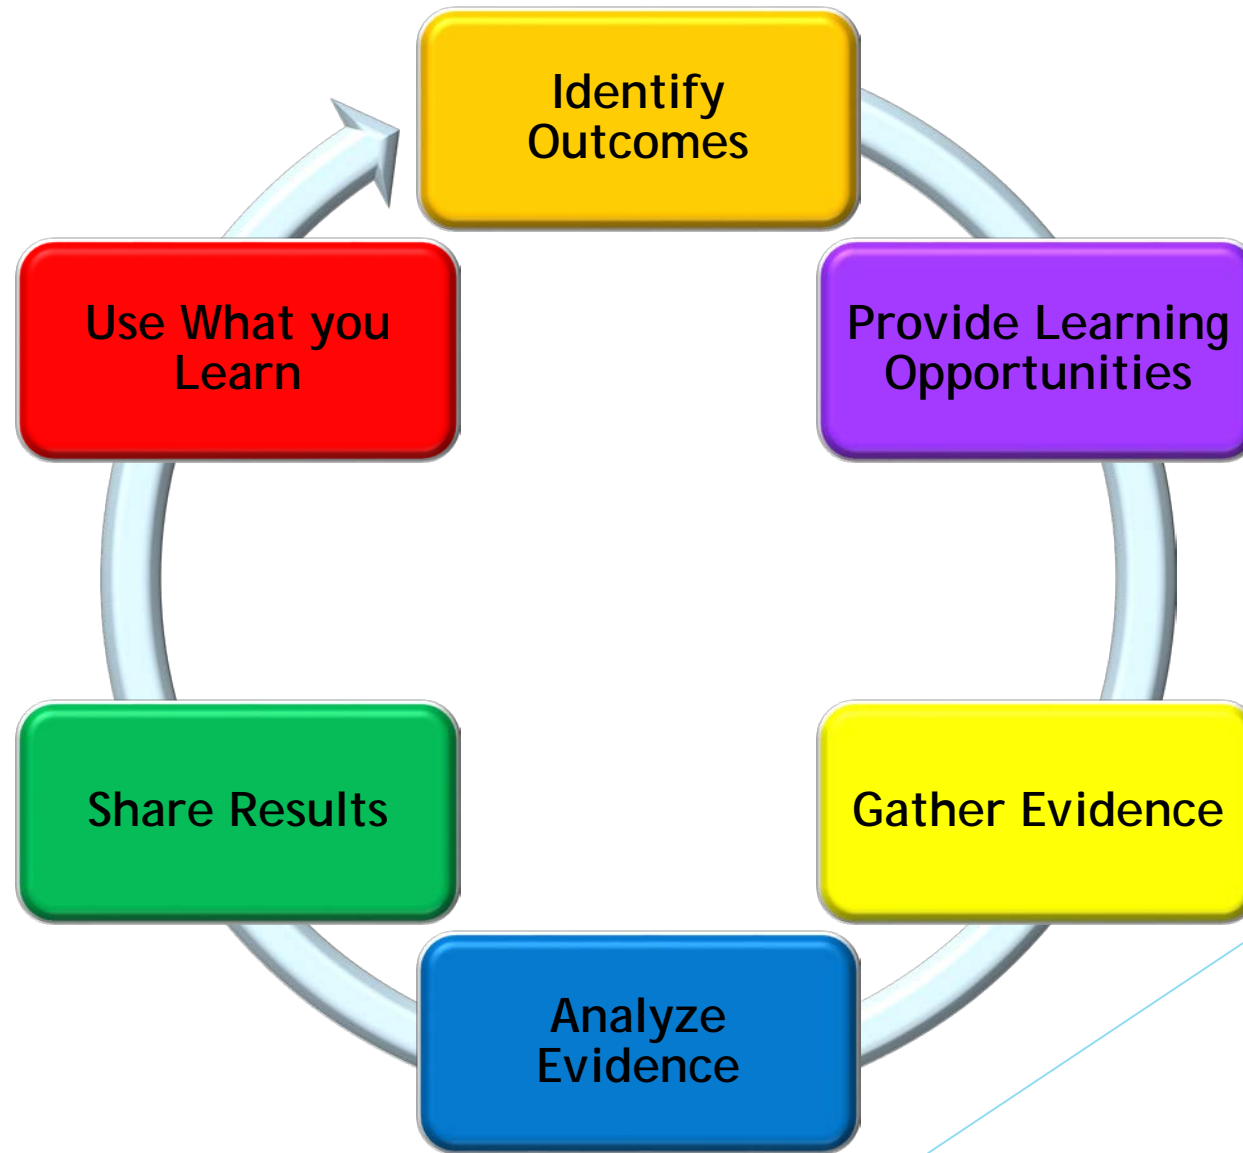 Identify
Outcomes
Provide Learning
Opportunities
Gather Evidence
Analyze
Evidence
Share Results
Use What you
Learn